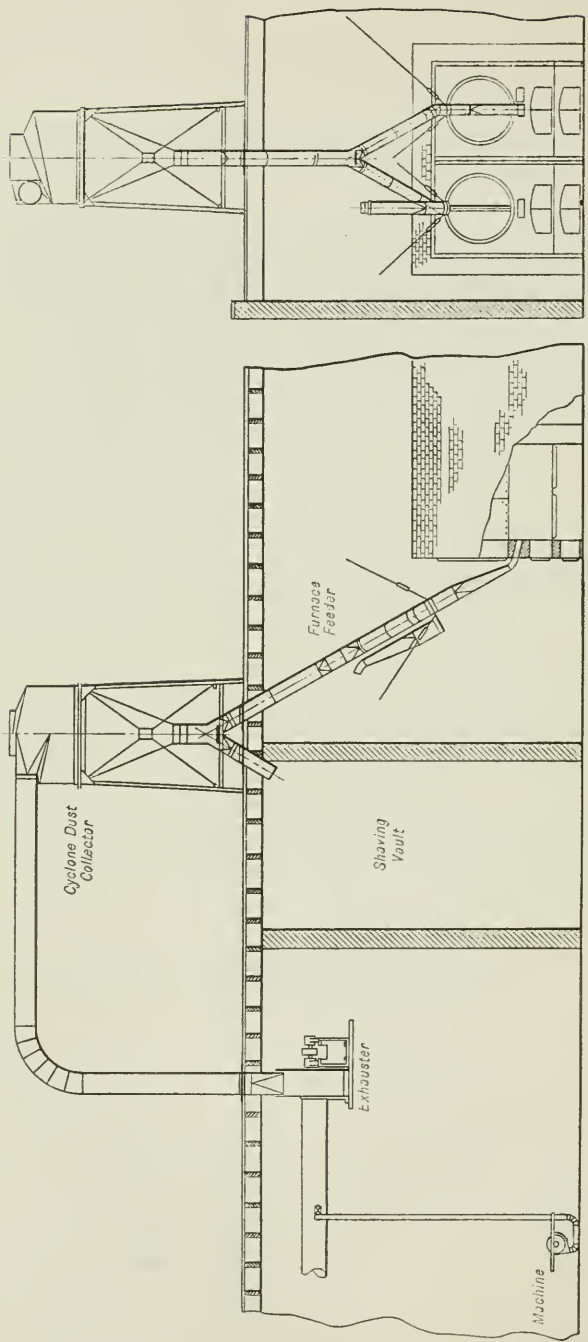 Cyclone Dust
Collector
Furnace
Feeder
Shaving
Vault
Exhauster
Machine